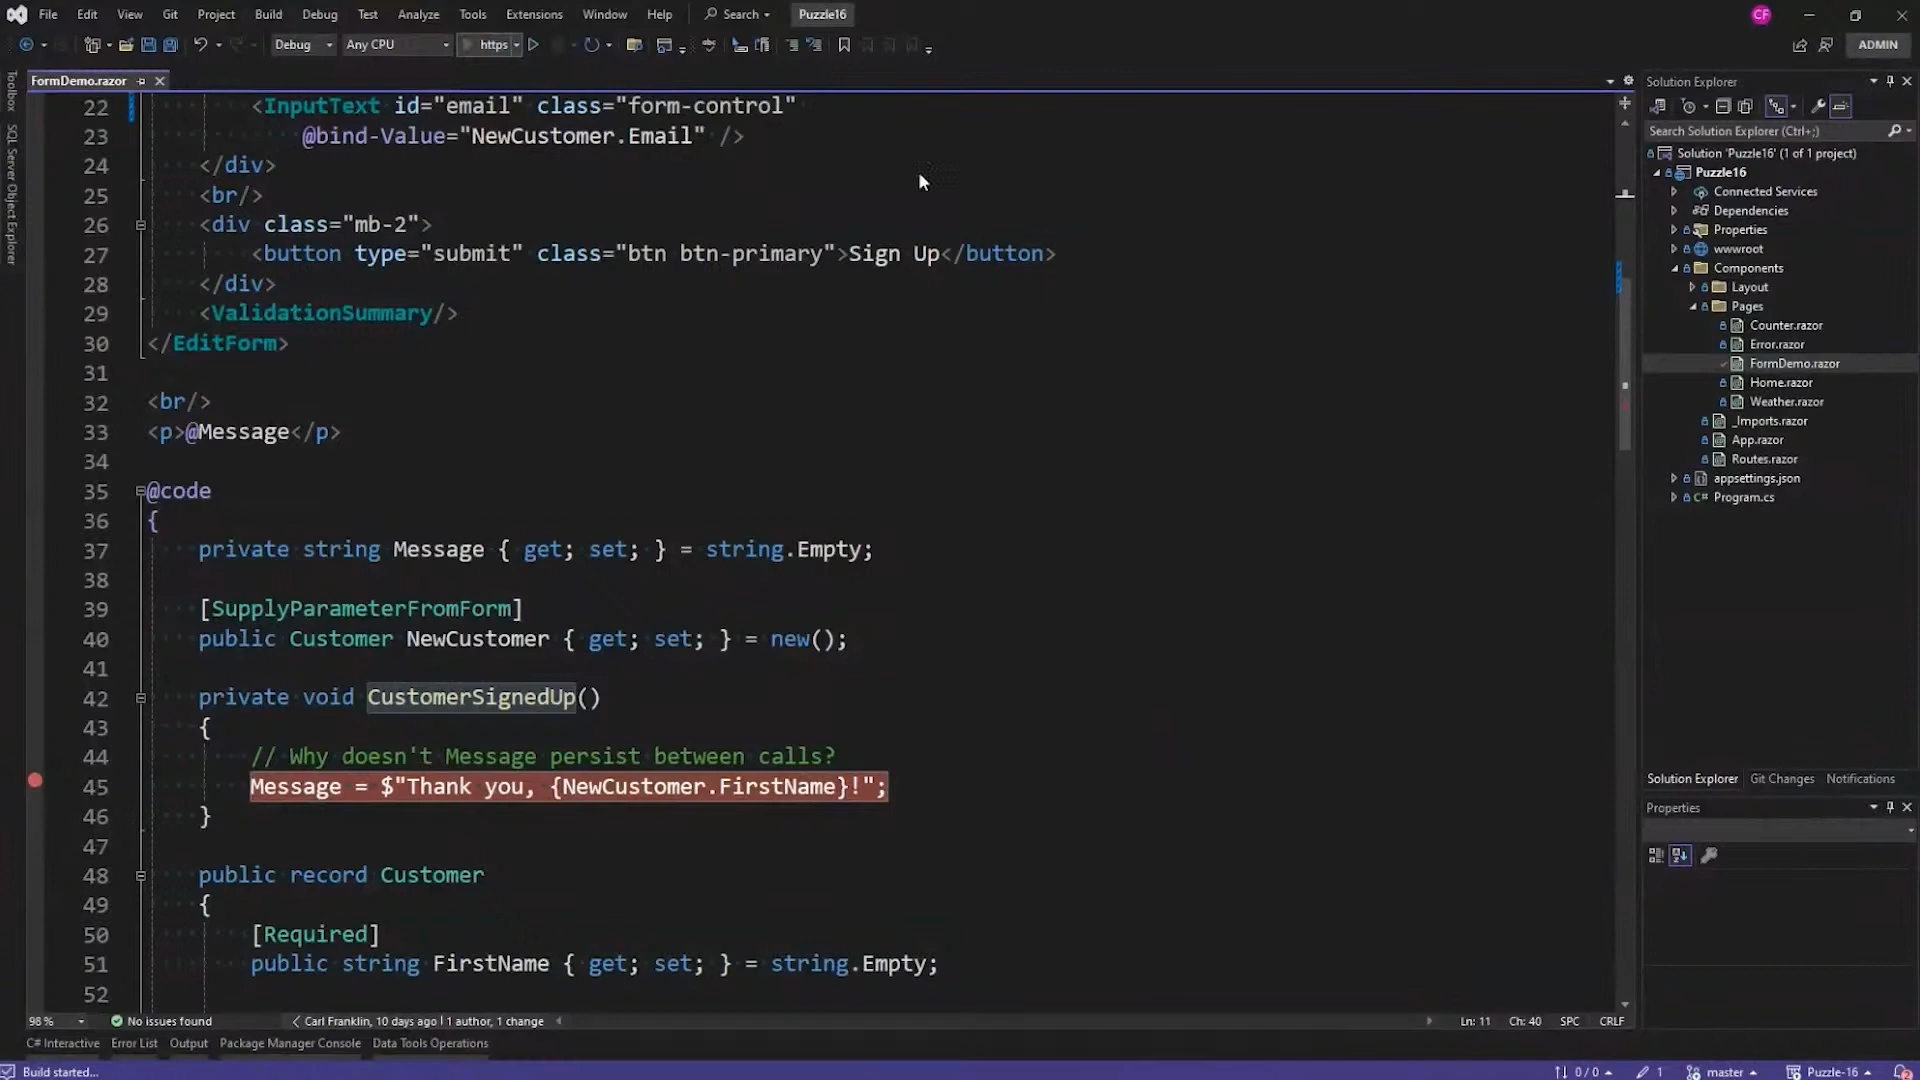 File Edit View Git Project Build Debug Test Analyze Tools Extensions Window Help Search Puzzle16 CF
Debug Any CPU https ADMIN
Toolbox
SQL Server Object Explorer
FormDemo.razor
22 <InputText id="email" class="form-control"
23 @bind-Value="NewCustomer.Email" />
24 </div>
25 <br/>
26 <div class="mb-2">
27 <button type="submit" class="btn btn-primary">Sign Up</button>
28 </div>
29 <ValidationSummary/>
30 </EditForm>
31
32 <br/>
33 <p>@Message</p>
34
35 @code
36 {
37 private string Message { get; set; } = string.Empty;
38
39 [SupplyParameterFromForm]
40 public Customer NewCustomer { get; set; } = new();
41
42 private void CustomerSignedUp()
43 {
44 // Why doesn't Message persist between calls?
45 Message = $"Thank you, {NewCustomer.FirstName}!";
46 }
47
48 public record Customer
49 {
50 [Required]
51 public string FirstName { get; set; } = string.Empty;
52
Solution Explorer
Search Solution Explorer (Ctrl+;)
Solution 'Puzzle16' (1 of 1 project)
Puzzle16
Connected Services
Dependencies
Properties
wwwroot
Components
Layout
Pages
Counter.razor
Error.razor
FormDemo.razor
Home.razor
Weather.razor
_Imports.razor
App.razor
Routes.razor
appsettings.json
C# Program.cs
Solution Explorer Git Changes Notifications
Properties
98 % No issues found Carl Franklin, 10 days ago | 1 author, 1 change Ln: 11 Ch: 40 SPC CRLF
C# Interactive Error List Output Package Manager Console Data Tools Operations
Build started... 0 / 0 1 master Puzzle-16 2